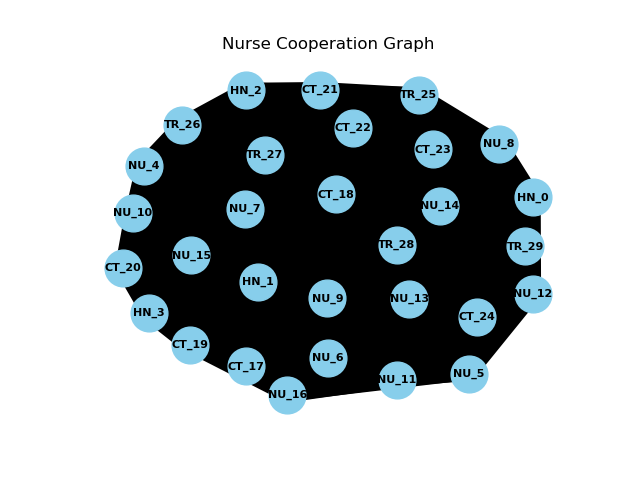 Nurse Cooperation Graph
HN_2
CT_21
TR_25
TR_26
CT_22
NU_8
TR_27
CT_23
NU_4
CT_18
HN_0
NU_7
NU_14
NU_10
TR_28
TR_29
NU_15
CT_20
HN_1
NU_12
NU_9
NU_13
HN_3
CT_24
CT_19
NU_6
CT_17
NU_5
NU_11
NU_16